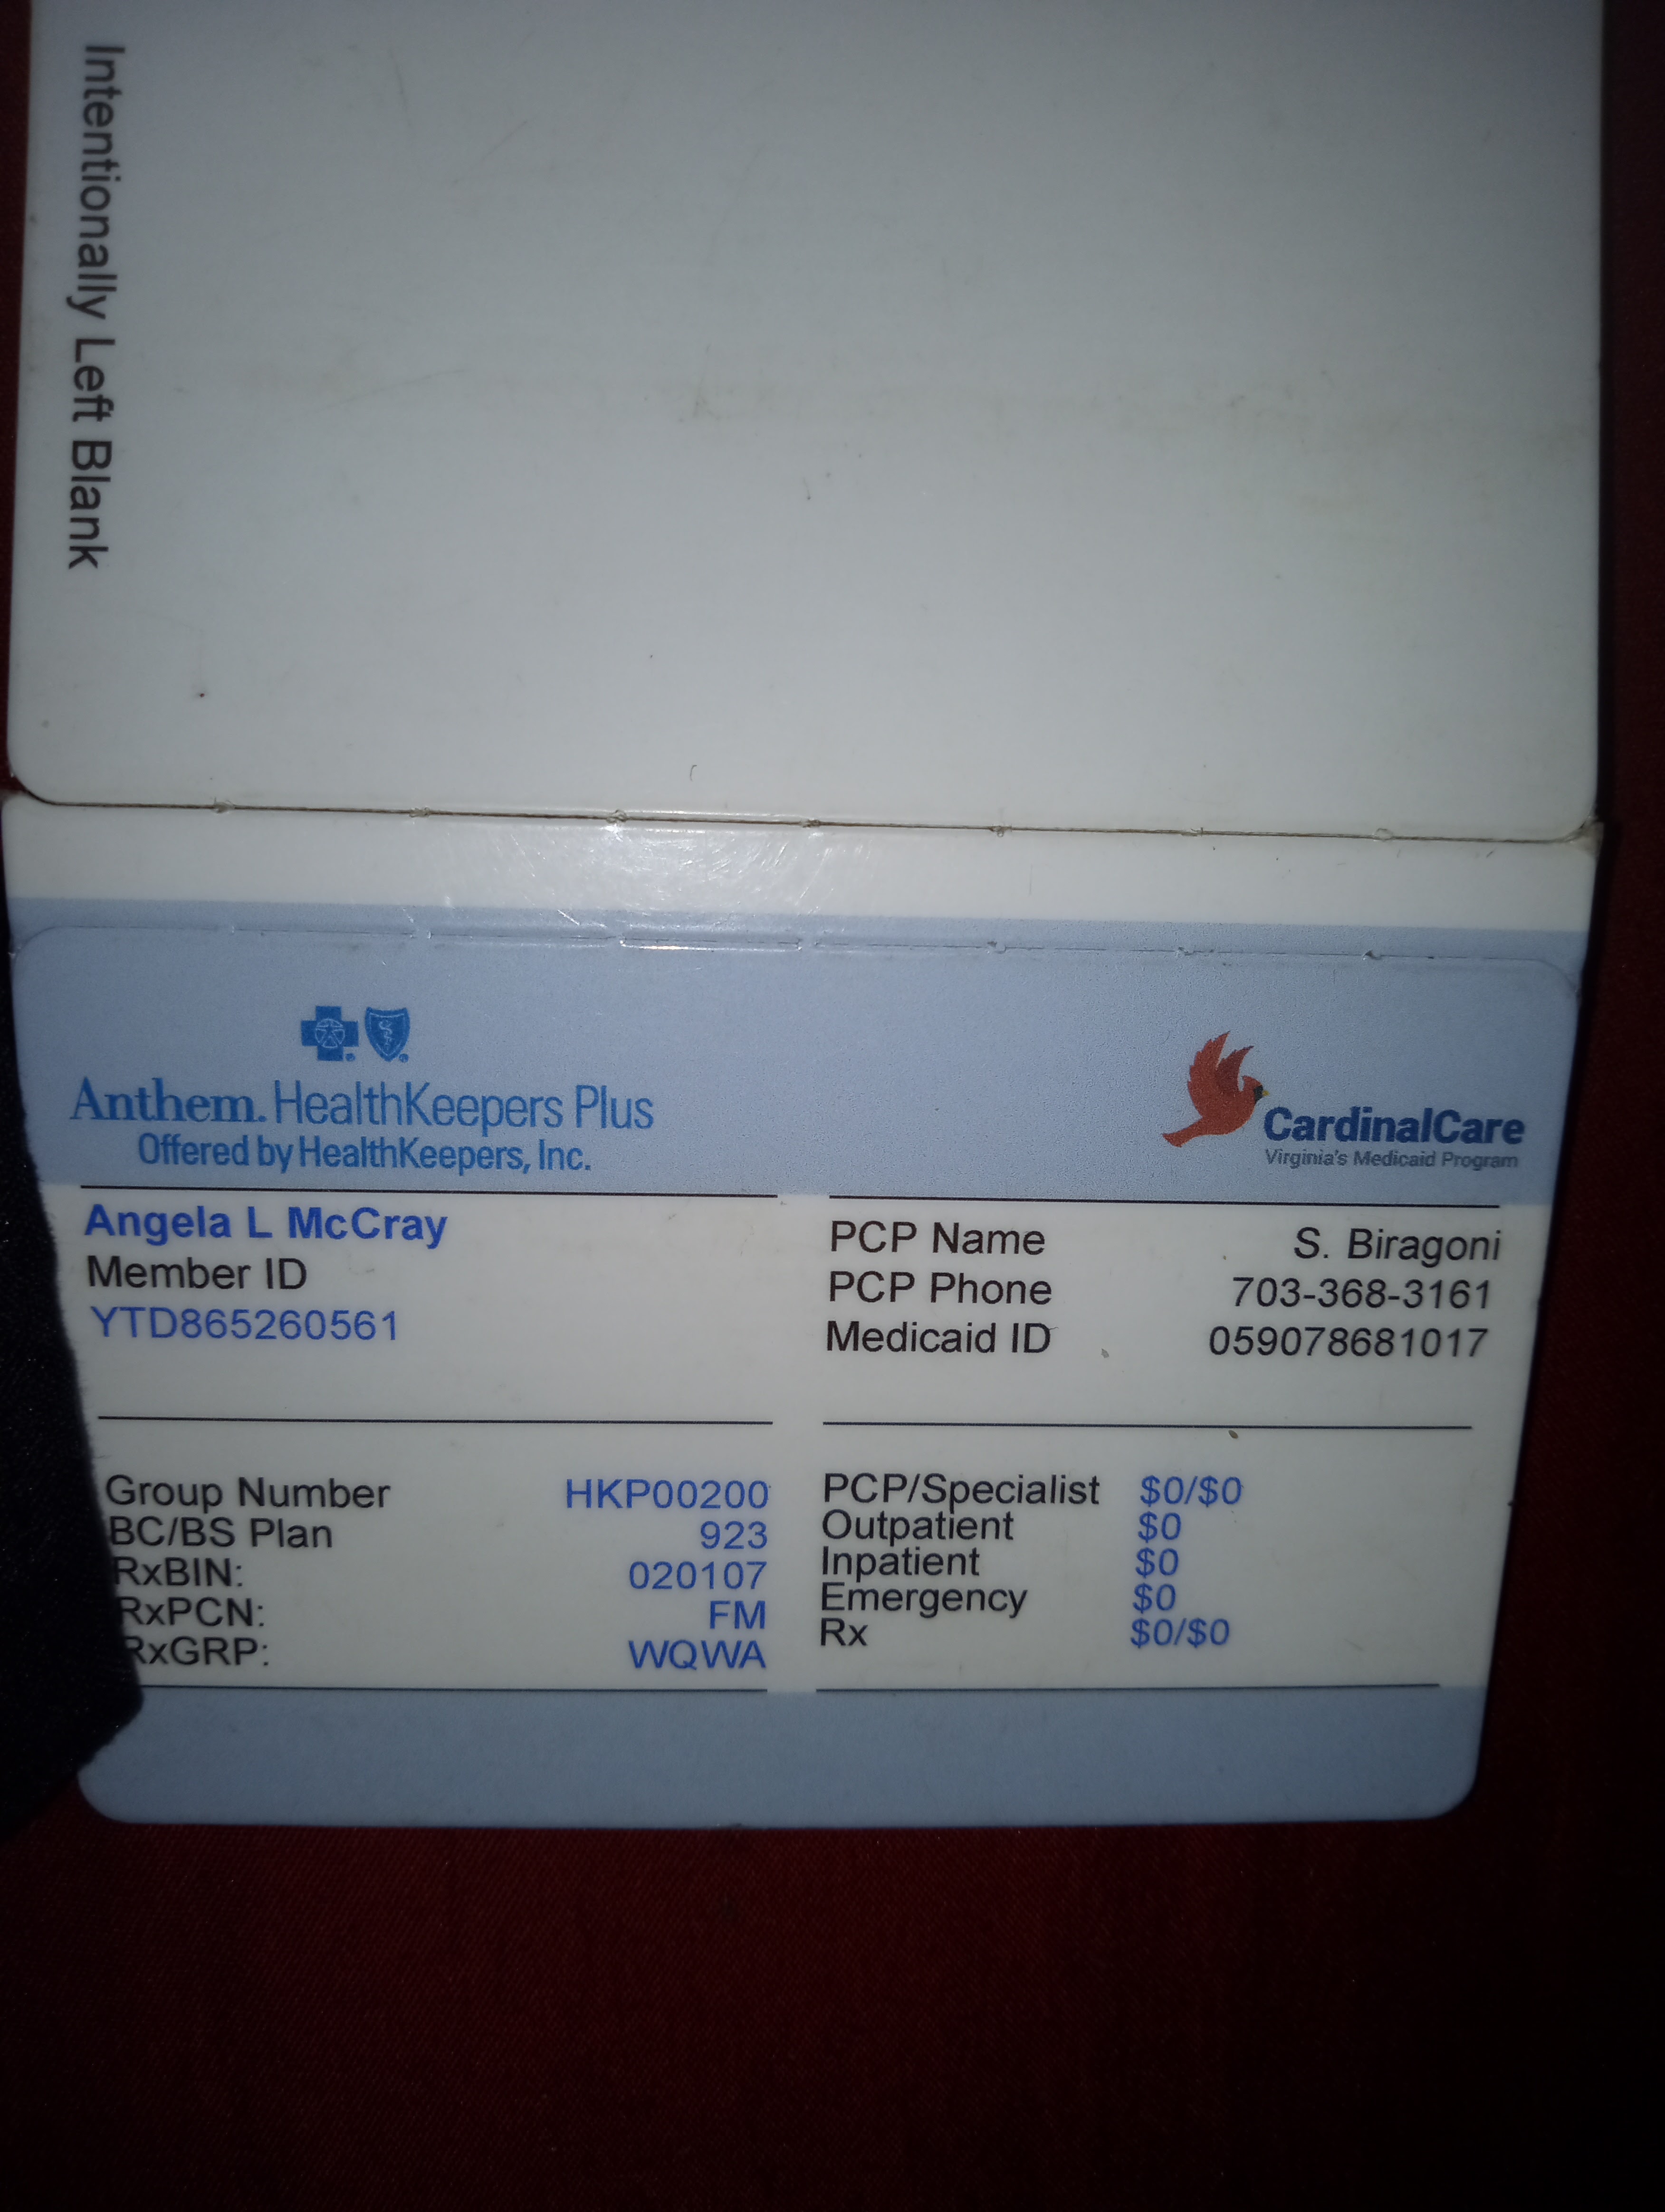 Intentionally Left Blank
Anthem. HealthKeepers Plus
Offered by HealthKeepers, Inc.
CardinalCare
Virginia's Medicaid Program
Angela L McCray
Member ID
YTD865260561
PCP Name S. Biragoni
PCP Phone 703-368-3161
Medicaid ID 059078681017
Group Number HKP00200
BC/BS Plan 923
RxBIN: 020107
RxPCN: FM
RxGRP: WQWA
PCP/Specialist $0/$0
Outpatient $0
Inpatient $0
Emergency $0
Rx $0/$0